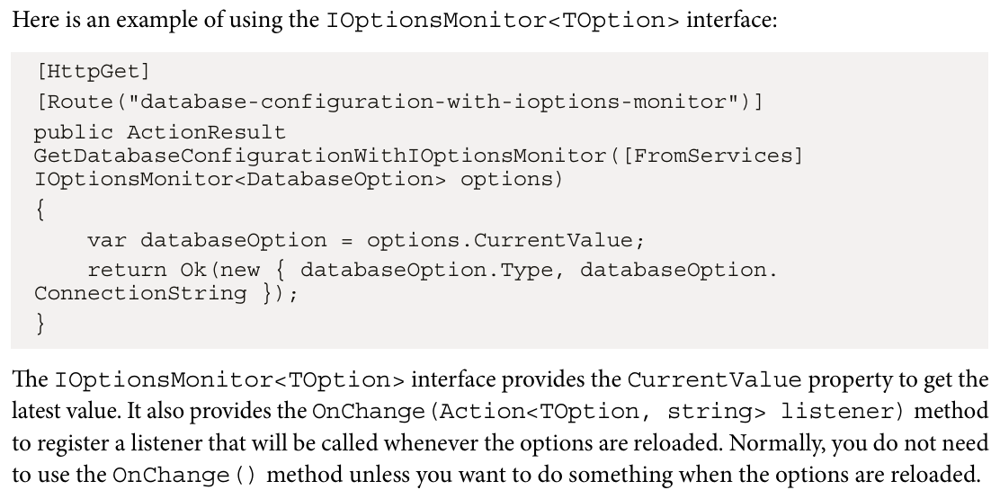 Here is an example of using the IOptionsMonitor<TOption> interface:
[HttpGet]
[Route("database-configuration-with-ioptions-monitor")]
public ActionResult
GetDatabaseConfigurationWithIOptionsMonitor([FromServices]
IOptionsMonitor<DatabaseOption> options)
{
    var databaseOption = options.CurrentValue;
    return Ok(new { databaseOption.Type, databaseOption.
ConnectionString });
}
The IOptionsMonitor<TOption> interface provides the CurrentValue property to get the
latest value. It also provides the OnChange(Action<TOption, string> listener) method
to register a listener that will be called whenever the options are reloaded. Normally, you do not need
to use the OnChange() method unless you want to do something when the options are reloaded.